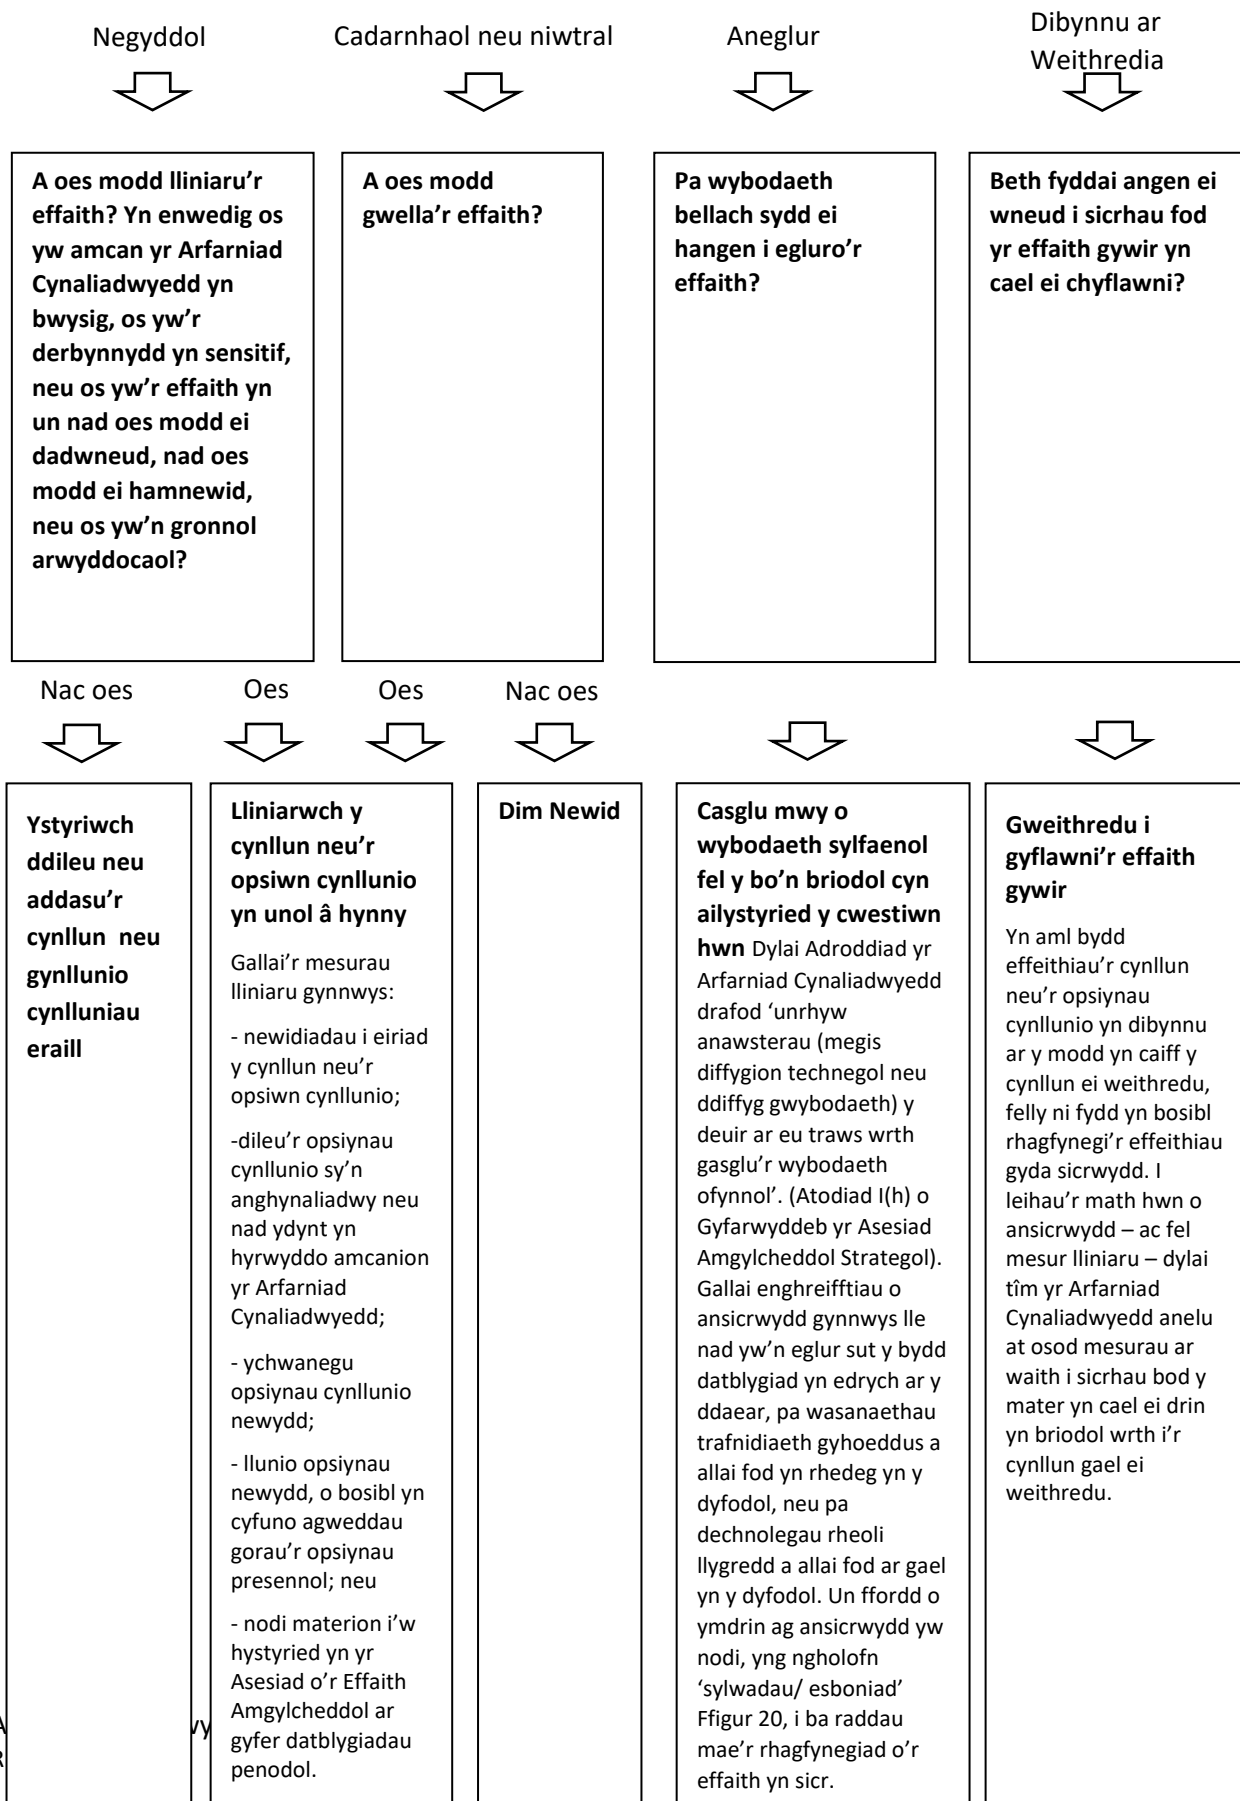 Negyddol
Cadarnhaol neu niwtral
Aneglur
Dibynnu ar
Weithredia
A oes modd lliniaru’r
effaith? Yn enwedig os
yw amcan yr Arfarniad
Cynaliadwyedd yn
bwysig, os yw’r
derbynnydd yn sensitif,
neu os yw’r effaith yn
un nad oes modd ei
dadwneud, nad oes
modd ei hamnewid,
neu os yw’n gronnol
arwyddocaol?
A oes modd
gwella’r effaith?
Pa wybodaeth
bellach sydd ei
hangen i egluro’r
effaith?
Beth fyddai angen ei
wneud i sicrhau fod
yr effaith gywir yn
cael ei chyflawni?
Nac oes
Oes
Oes
Nac oes
Ystyriwch
ddileu neu
addasu’r
cynllun neu
gynllunio
cynlluniau
eraill
Lliniarwch y
cynllun neu’r
opsiwn cynllunio
yn unol â hynny
Gallai’r mesurau
lliniaru gynnwys:
- newidiadau i eiriad
y cynllun neu’r
opsiwn cynllunio;
-dileu’r opsiynau
cynllunio sy’n
anghynaliadwy neu
nad ydynt yn
hyrwyddo amcanion
yr Arfarniad
Cynaliadwyedd;
- ychwanegu
opsiynau cynllunio
newydd;
- llunio opsiynau
newydd, o bosibl yn
cyfuno agweddau
gorau’r opsiynau
presennol; neu
- nodi materion i’w
hystyried yn yr
Asesiad o’r Effaith
Amgylcheddol ar
gyfer datblygiadau
penodol.
Dim Newid
Casglu mwy o
wybodaeth sylfaenol
fel y bo’n briodol cyn
ailystyried y cwestiwn
hwn Dylai Adroddiad yr
Arfarniad Cynaliadwyedd
drafod ‘unrhyw
anawsterau (megis
diffygion technegol neu
ddiffyg gwybodaeth) y
deuir ar eu traws wrth
gasglu’r wybodaeth
ofynnol’. (Atodiad I(h) o
Gyfarwyddeb yr Asesiad
Amgylcheddol Strategol).
Gallai enghreifftiau o
ansicrwydd gynnwys lle
nad yw’n eglur sut y bydd
datblygiad yn edrych ar y
ddaear, pa wasanaethau
trafnidiaeth gyhoeddus a
allai fod yn rhedeg yn y
dyfodol, neu pa
dechnolegau rheoli
llygredd a allai fod ar gael
yn y dyfodol. Un ffordd o
ymdrin ag ansicrwydd yw
nodi, yng ngholofn
‘sylwadau/ esboniad’
Ffigur 20, i ba raddau
mae’r rhagfynegiad o’r
effaith yn sicr.
Gweithredu i
gyflawni’r effaith
gywir
Yn aml bydd
effeithiau’r cynllun
neu’r opsiynau
cynllunio yn dibynnu
ar y modd yn caiff y
cynllun ei weithredu,
felly ni fydd yn bosibl
rhagfynegi’r effeithiau
gyda sicrwydd. I
leihau’r math hwn o
ansicrwydd – ac fel
mesur lliniaru – dylai
tîm yr Arfarniad
Cynaliadwyedd anelu
at osod mesurau ar
waith i sicrhau bod y
mater yn cael ei drin
yn briodol wrth i’r
cynllun gael ei
weithredu.